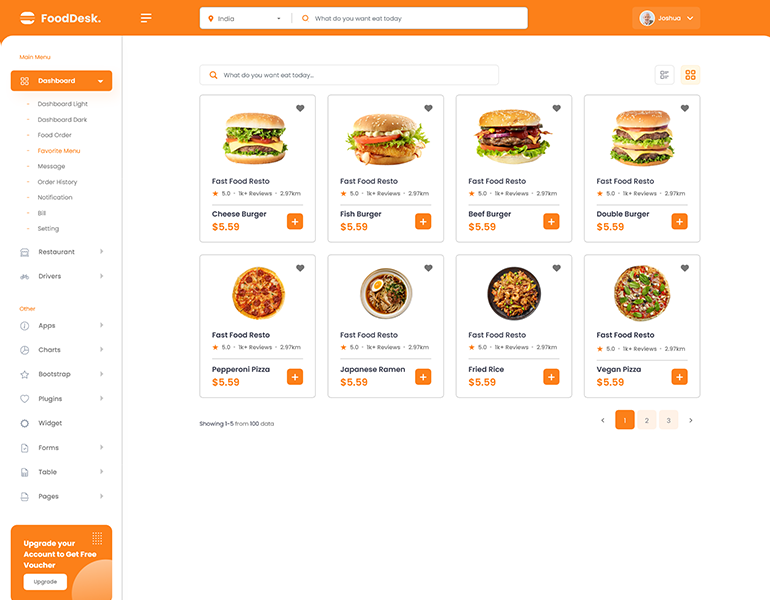 FoodDesk.
India
What do you want eat today
Joshua
Main Menu
Dashboard
Dashboard Light
Dashboard Dark
Food Order
Favorite Menu
Message
Order History
Notification
Bill
Setting
Restaurant
Drivers
Other
Apps
Charts
Bootstrap
Plugins
Widget
Forms
Table
Pages
Upgrade your
Account to Get Free
Voucher
Upgrade
What do you want eat today...
Fast Food Resto
5.0 • 1k+ Reviews • 2.97km
Cheese Burger
$5.59
Fast Food Resto
5.0 • 1k+ Reviews • 2.97km
Fish Burger
$5.59
Fast Food Resto
5.0 • 1k+ Reviews • 2.97km
Beef Burger
$5.59
Fast Food Resto
5.0 • 1k+ Reviews • 2.97km
Double Burger
$5.59
Fast Food Resto
5.0 • 1k+ Reviews • 2.97km
Pepperoni Pizza
$5.59
Fast Food Resto
5.0 • 1k+ Reviews • 2.97km
Japanese Ramen
$5.59
Fast Food Resto
5.0 • 1k+ Reviews • 2.97km
Fried Rice
$5.59
Fast Food Resto
5.0 • 1k+ Reviews • 2.97km
Vegan Pizza
$5.59
Showing 1-5 from 100 data
1 2 3